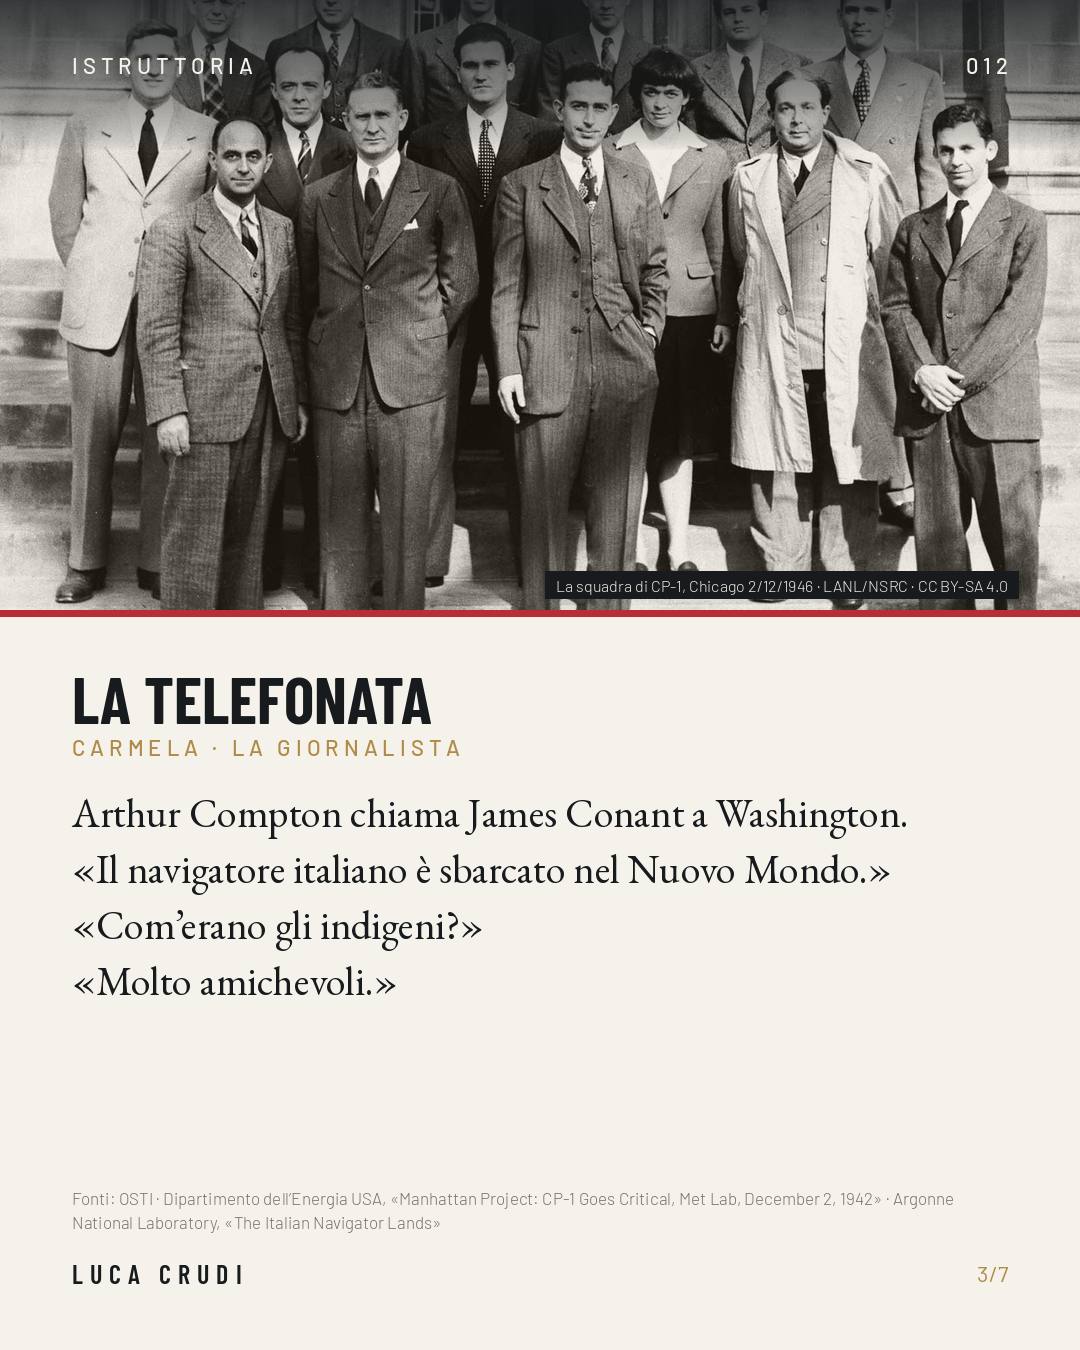 ISTRUTTORIA
012
La squadra di CP-1, Chicago 2/12/1946 · LANL/NSRC · CC BY-SA 4.0
LA TELEFONATA
CARMELA · LA GIORNALISTA
Arthur Compton chiama James Conant a Washington.
«Il navigatore italiano è sbarcato nel Nuovo Mondo.»
«Com’erano gli indigeni?»
«Molto amichevoli.»
Fonti: OSTI · Dipartimento dell’Energia USA, «Manhattan Project: CP-1 Goes Critical, Met Lab, December 2, 1942» · Argonne
National Laboratory, «The Italian Navigator Lands»
LUCA CRUDI
3/7